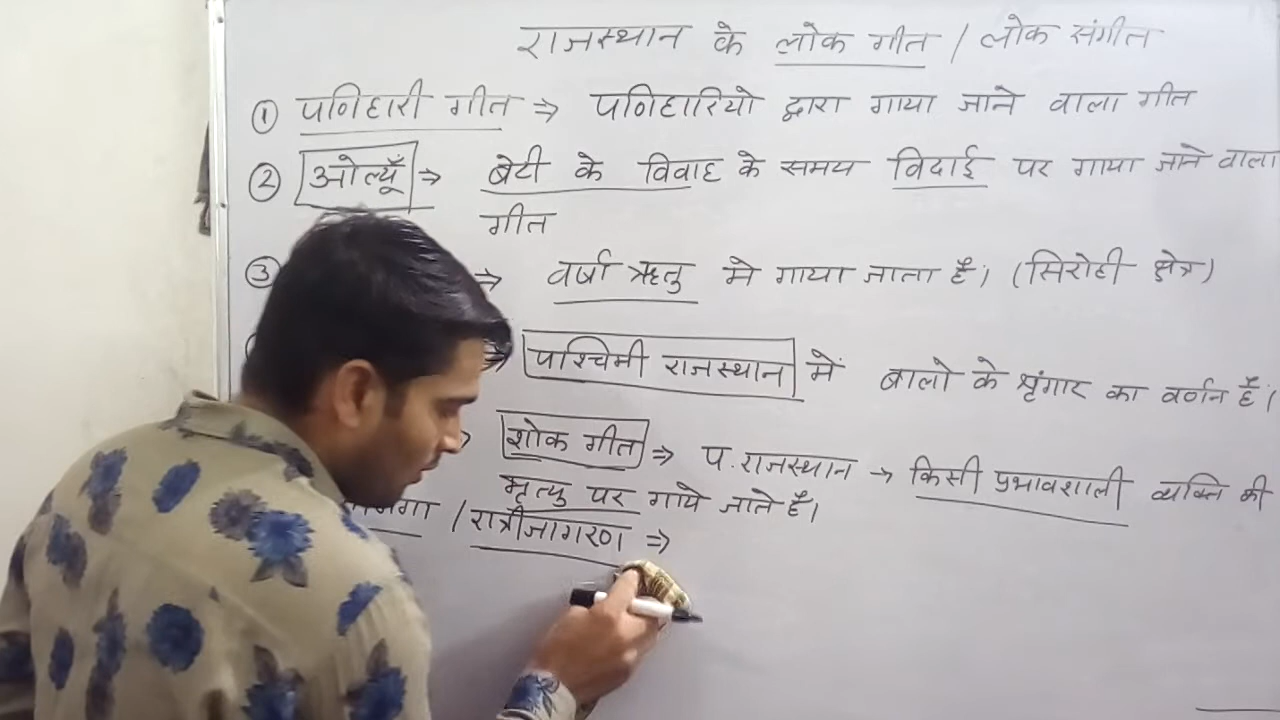 राजस्थान के लोक गीत / लोक संगीत
① पणिहारी गीत ⇒ पणिहारियो द्वारा गाया जाने वाला गीत
② ओल्यूँ ⇒ बेटी के विवाह के समय विदाई पर गाया जाने वाला
गीत
③ ⇒ वर्षा ऋतु मे गाया जाता है। (सिरोही क्षेत्र)
⇒ पश्चिमी राजस्थान में बालो के श्रृंगार का वर्णन है।
शोक गीत ⇒ प. राजस्थान → किसी प्रभावशाली व्यक्ति की
मृत्यु पर गाये जाते है।
/ रात्रीजागरण ⇒